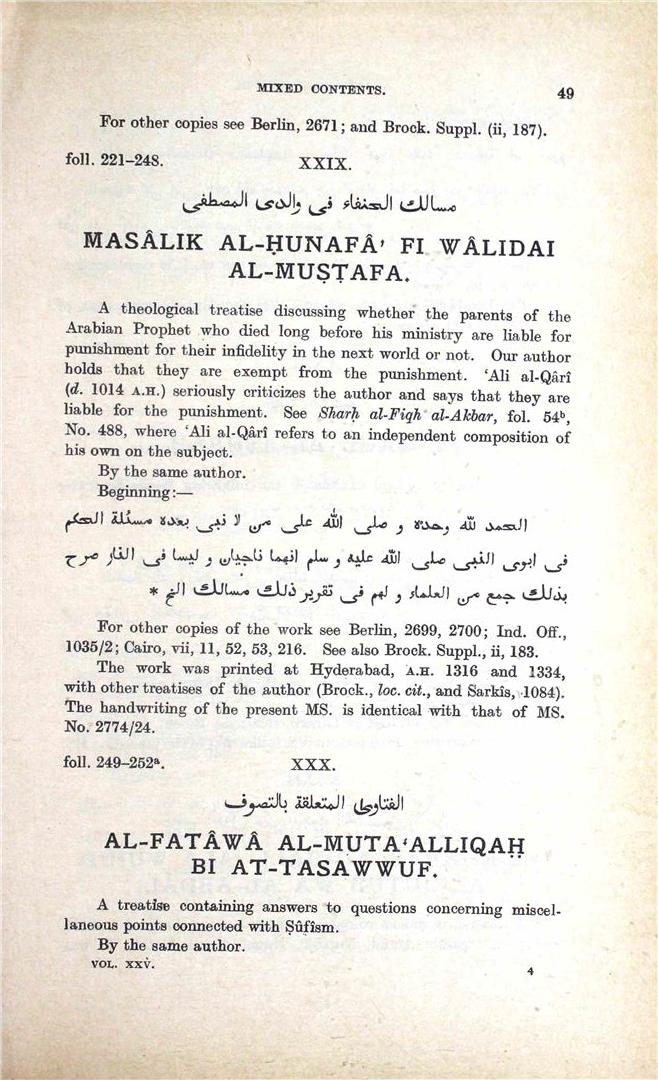 MIXED CONTENTS. 49
For other copies see Berlin, 2671; and Brock. Suppl. (ii, 187).
foll. 221–248. XXIX.
مسالك الحنفاء فى والدى المصطفى
MASÂLIK AL-ḤUNAFÂ’ FI WÂLIDAI
AL-MUṢṬAFA.
A theological treatise discussing whether the parents of the
Arabian Prophet who died long before his ministry are liable for
punishment for their infidelity in the next world or not. Our author
holds that they are exempt from the punishment. ‘Ali al-Qârî
(d. 1014 A.H.) seriously criticizes the author and says that they are
liable for the punishment. See Sharḥ al-Fiqh al-Akbar, fol. 54ᵇ,
No. 488, where ‘Ali al-Qârî refers to an independent composition of
his own on the subject.
By the same author.
Beginning:—
الحمد لله وحده و صلى الله على من لا نبى بعده مسئلة الحكم
فى ابوى النبى صلى الله عليه و سلم انهما ناجيان و ليسا فى النار صرح
بذلك جمع من العلماء و لهم فى تقرير ذلك مسالك الخ *
For other copies of the work see Berlin, 2699, 2700; Ind. Off.,
1035/2; Cairo, vii, 11, 52, 53, 216. See also Brock. Suppl., ii, 183.
The work was printed at Hyderabad, A.H. 1316 and 1334,
with other treatises of the author (Brock., loc. cit., and Sarkîs, 1084).
The handwriting of the present MS. is identical with that of MS.
No. 2774/24.
foll. 249–252ᵃ. XXX.
الفتاوى المتعلقة بالتصوف
AL-FATÂWÂ AL-MUTA‘ALLIQAH
BI AT-TASAWWUF.
A treatise containing answers to questions concerning miscel-
laneous points connected with Ṣûfîsm.
By the same author.
VOL. XXV. 4